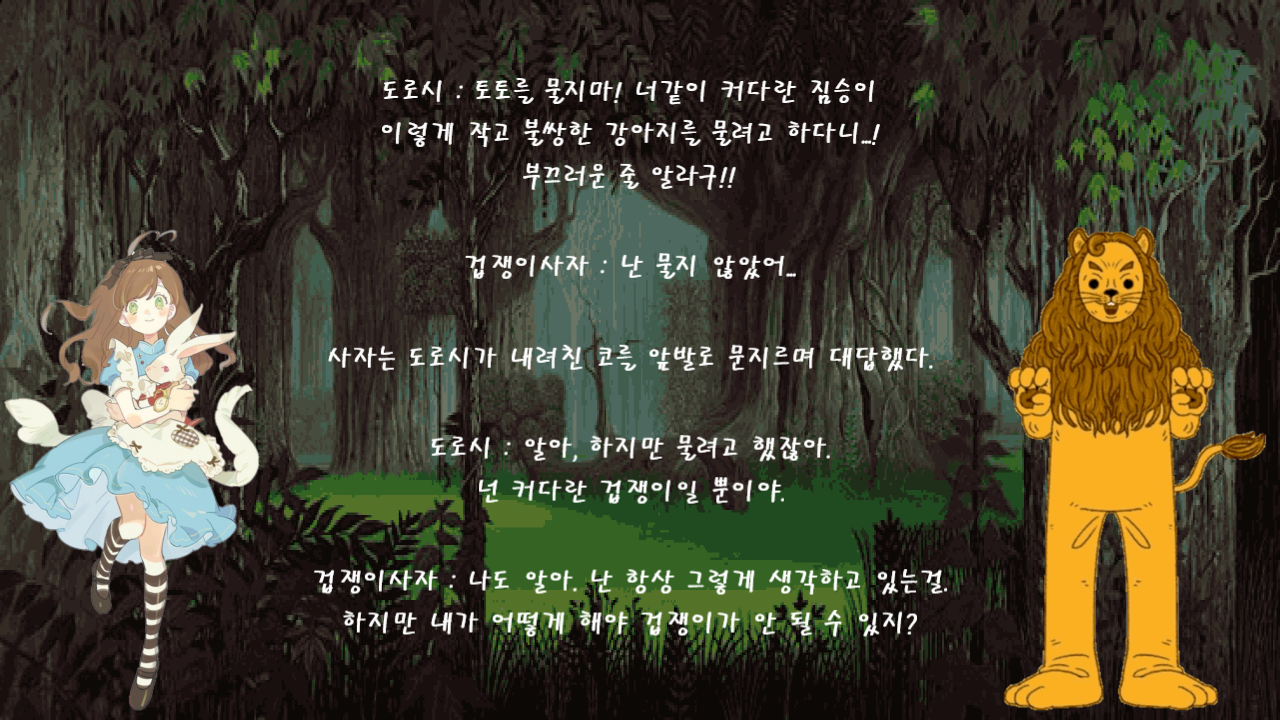 도로시 : 토토를 물지마! 너같이 커다란 짐승이
이렇게 작고 불쌍한 강아지를 물려고 하다니...!
부끄러운 줄 알라구!!
겁쟁이사자 : 난 물지 않았어...
사자는 도로시가 내려친 코를 앞발로 문지르며 대답했다.
도로시 : 알아, 하지만 물려고 했잖아.
넌 커다란 겁쟁이일 뿐이야.
겁쟁이사자 : 나도 알아. 난 항상 그렇게 생각하고 있는걸.
하지만 내가 어떻게 해야 겁쟁이가 안 될 수 있지?